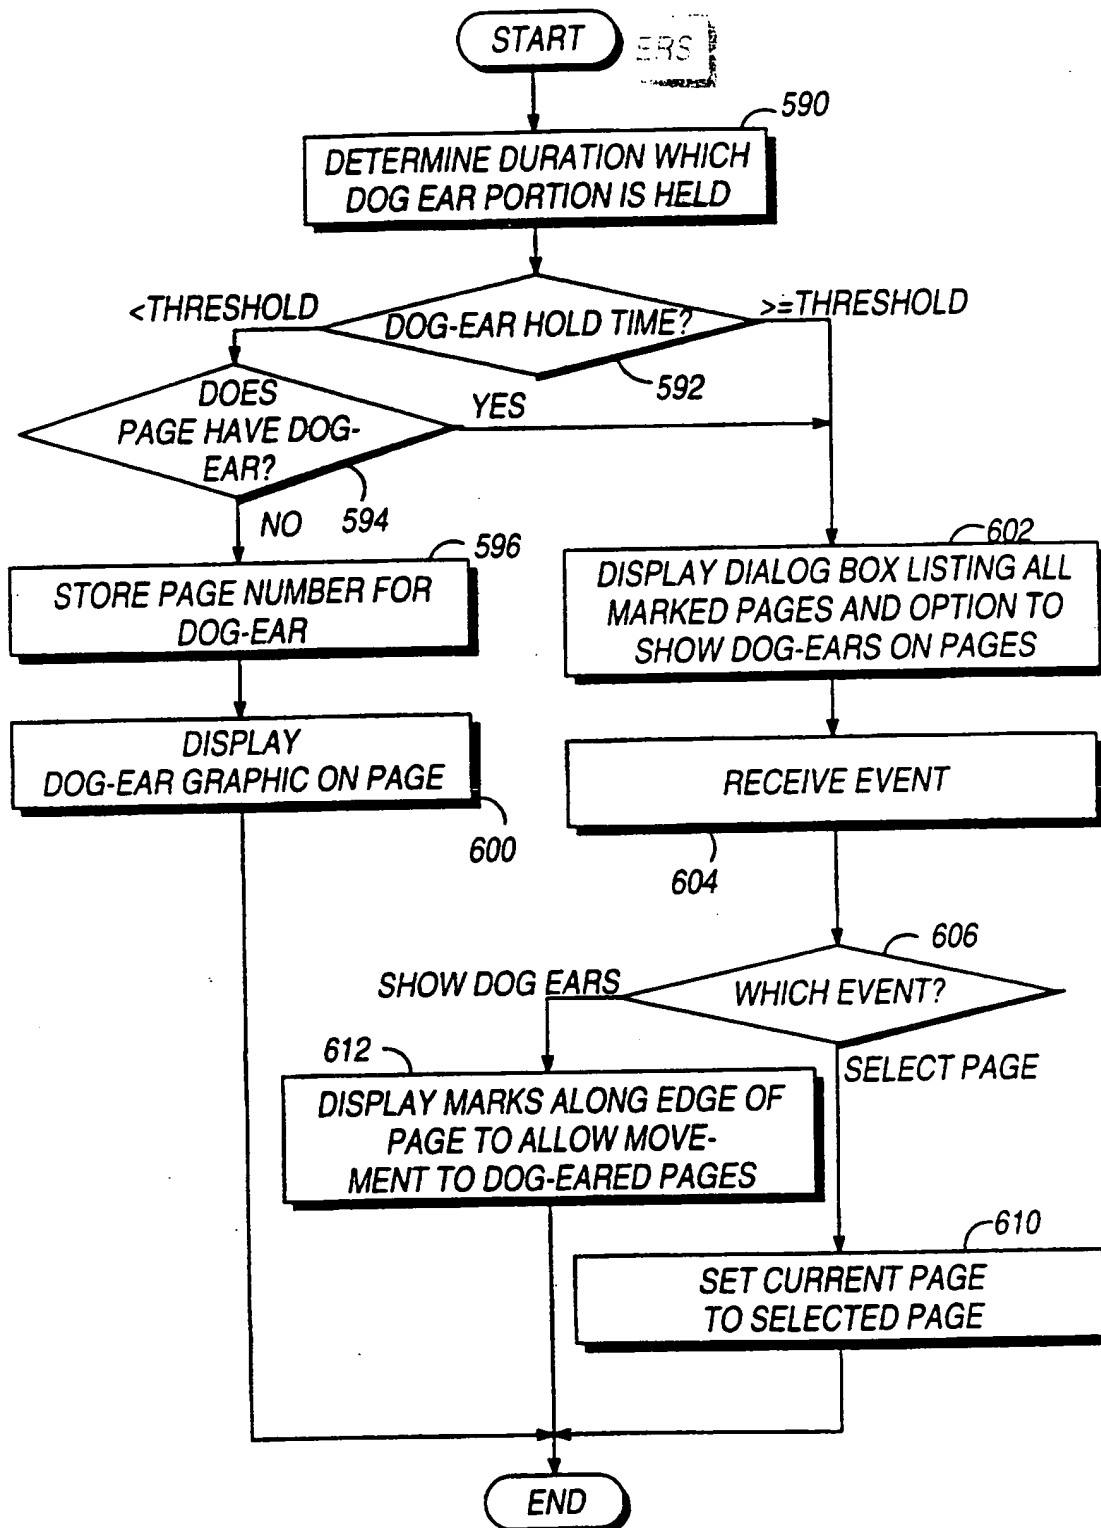 START
ERS
590
DETERMINE DURATION WHICH
DOG EAR PORTION IS HELD
<THRESHOLD
DOG-EAR HOLD TIME?
>=THRESHOLD
592
DOES
PAGE HAVE DOG-
EAR?
YES
594
NO
596
STORE PAGE NUMBER FOR
DOG-EAR
602
DISPLAY DIALOG BOX LISTING ALL
MARKED PAGES AND OPTION TO
SHOW DOG-EARS ON PAGES
DISPLAY
DOG-EAR GRAPHIC ON PAGE
600
RECEIVE EVENT
604
606
SHOW DOG EARS
WHICH EVENT?
612
SELECT PAGE
DISPLAY MARKS ALONG EDGE OF
PAGE TO ALLOW MOVE-
MENT TO DOG-EARED PAGES
610
SET CURRENT PAGE
TO SELECTED PAGE
END